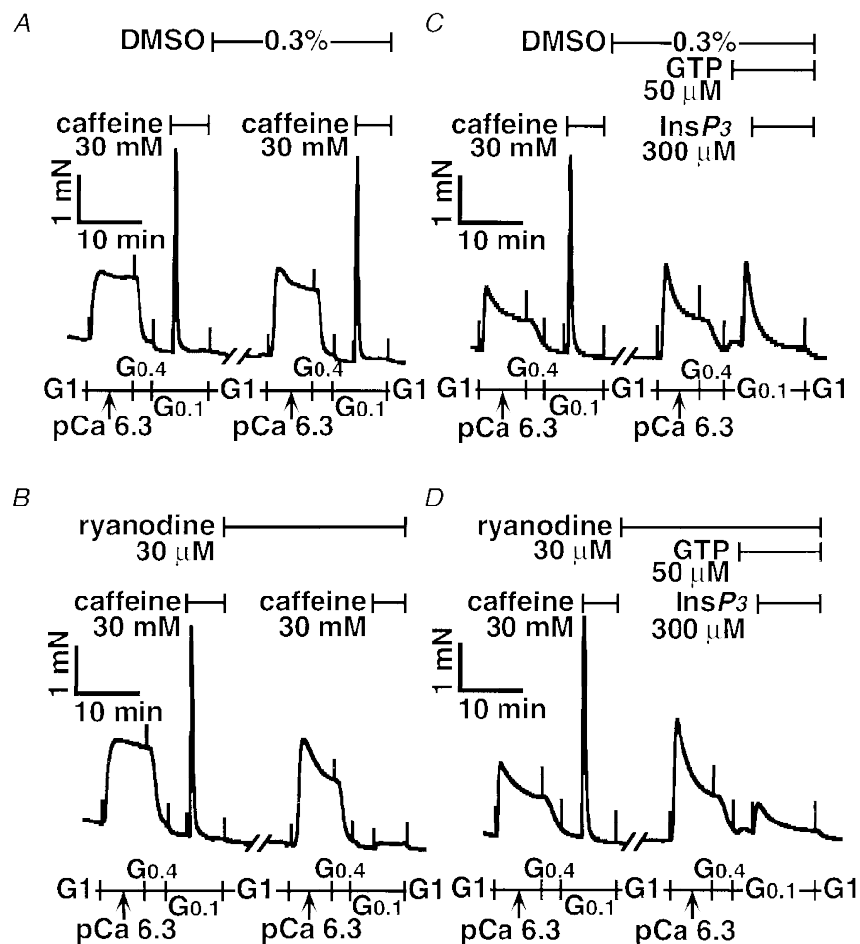 A
DMSO 0.3%
caffeine 30 mM
caffeine 30 mM
1 mN
10 min
G1 G0.4 G0.1 G1 G0.4 G0.1 G1
pCa 6.3 pCa 6.3
C
DMSO 0.3%
GTP 50 μM
caffeine 30 mM
InsP3 300 μM
1 mN
10 min
G1 G0.4 G0.1 G1 G0.4 G0.1 G1
pCa 6.3 pCa 6.3
B
ryanodine 30 μM
caffeine 30 mM
caffeine 30 mM
1 mN
10 min
G1 G0.4 G0.1 G1 G0.4 G0.1 G1
pCa 6.3 pCa 6.3
D
ryanodine 30 μM
GTP 50 μM
caffeine 30 mM
InsP3 300 μM
1 mN
10 min
G1 G0.4 G0.1 G1 G0.4 G0.1 G1
pCa 6.3 pCa 6.3